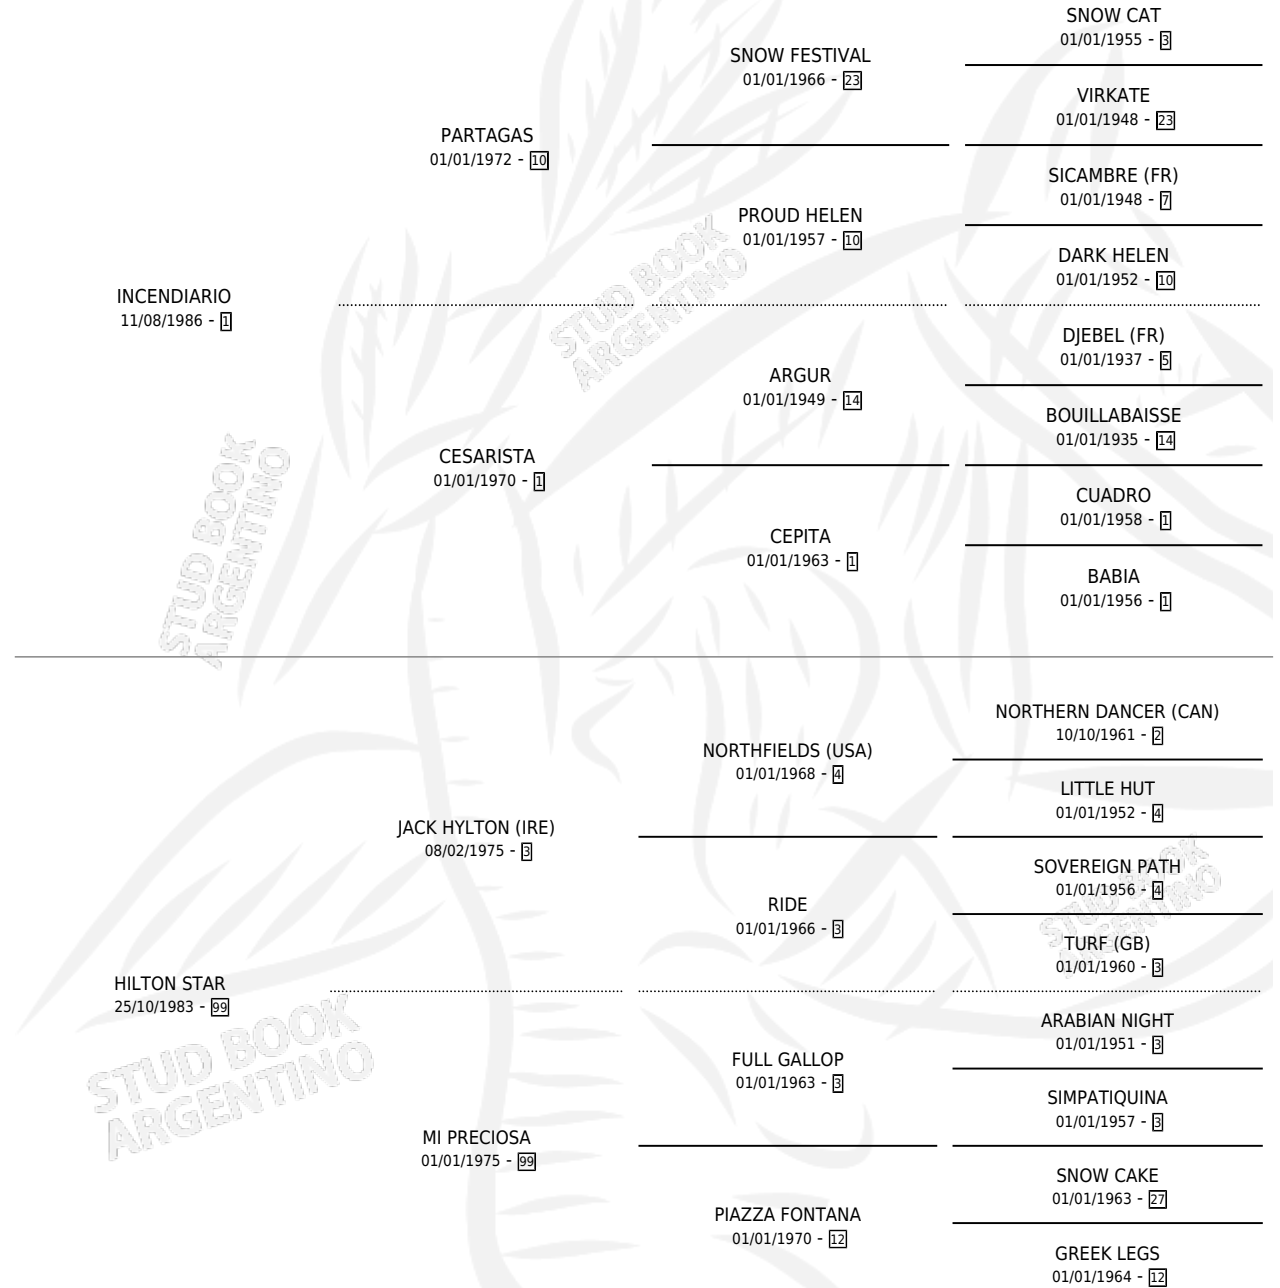 SNOW CAT
01/01/1955 - 3
SNOW FESTIVAL
01/01/1966 - 23
VIRKATE
01/01/1948 - 23
PARTAGAS
01/01/1972 - 10
SICAMBRE (FR)
01/01/1948 - 7
PROUD HELEN
01/01/1957 - 10
DARK HELEN
01/01/1952 - 10
INCENDIARIO
11/08/1986 - 1
STUD BOOK
ARGENTINO
DJEBEL (FR)
01/01/1937 - 5
ARGUR
01/01/1949 - 14
BOUILLABAISSE
01/01/1935 - 14
CESARISTA
01/01/1970 - 1
CUADRO
01/01/1958 - 1
CEPITA
01/01/1963 - 1
BABIA
01/01/1956 - 1
STUD BOOK
ARGENTINO
NORTHERN DANCER (CAN)
10/10/1961 - 2
NORTHFIELDS (USA)
01/01/1968 - 4
LITTLE HUT
01/01/1952 - 4
JACK HYLTON (IRE)
08/02/1975 - 3
SOVEREIGN PATH
01/01/1956 - 4
RIDE
01/01/1966 - 3
STUD BOOK
ARGENTINO
TURF (GB)
01/01/1960 - 3
HILTON STAR
25/10/1983 - 99
ARABIAN NIGHT
01/01/1951 - 3
FULL GALLOP
01/01/1963 - 3
STUD BOOK
ARGENTINO
SIMPATIQUINA
01/01/1957 - 3
MI PRECIOSA
01/01/1975 - 99
SNOW CAKE
01/01/1963 - 27
PIAZZA FONTANA
01/01/1970 - 12
GREEK LEGS
01/01/1964 - 12